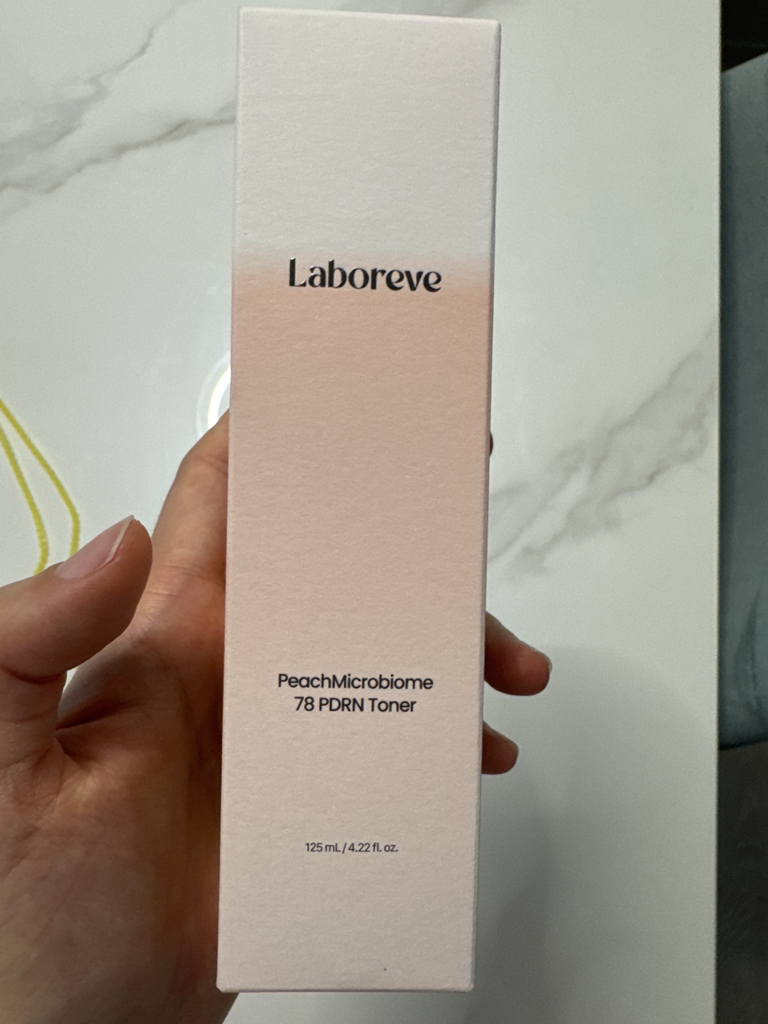 Laboreve
PeachMicrobiome
78 PDRN Toner
125 mL / 4.22 fl. oz.